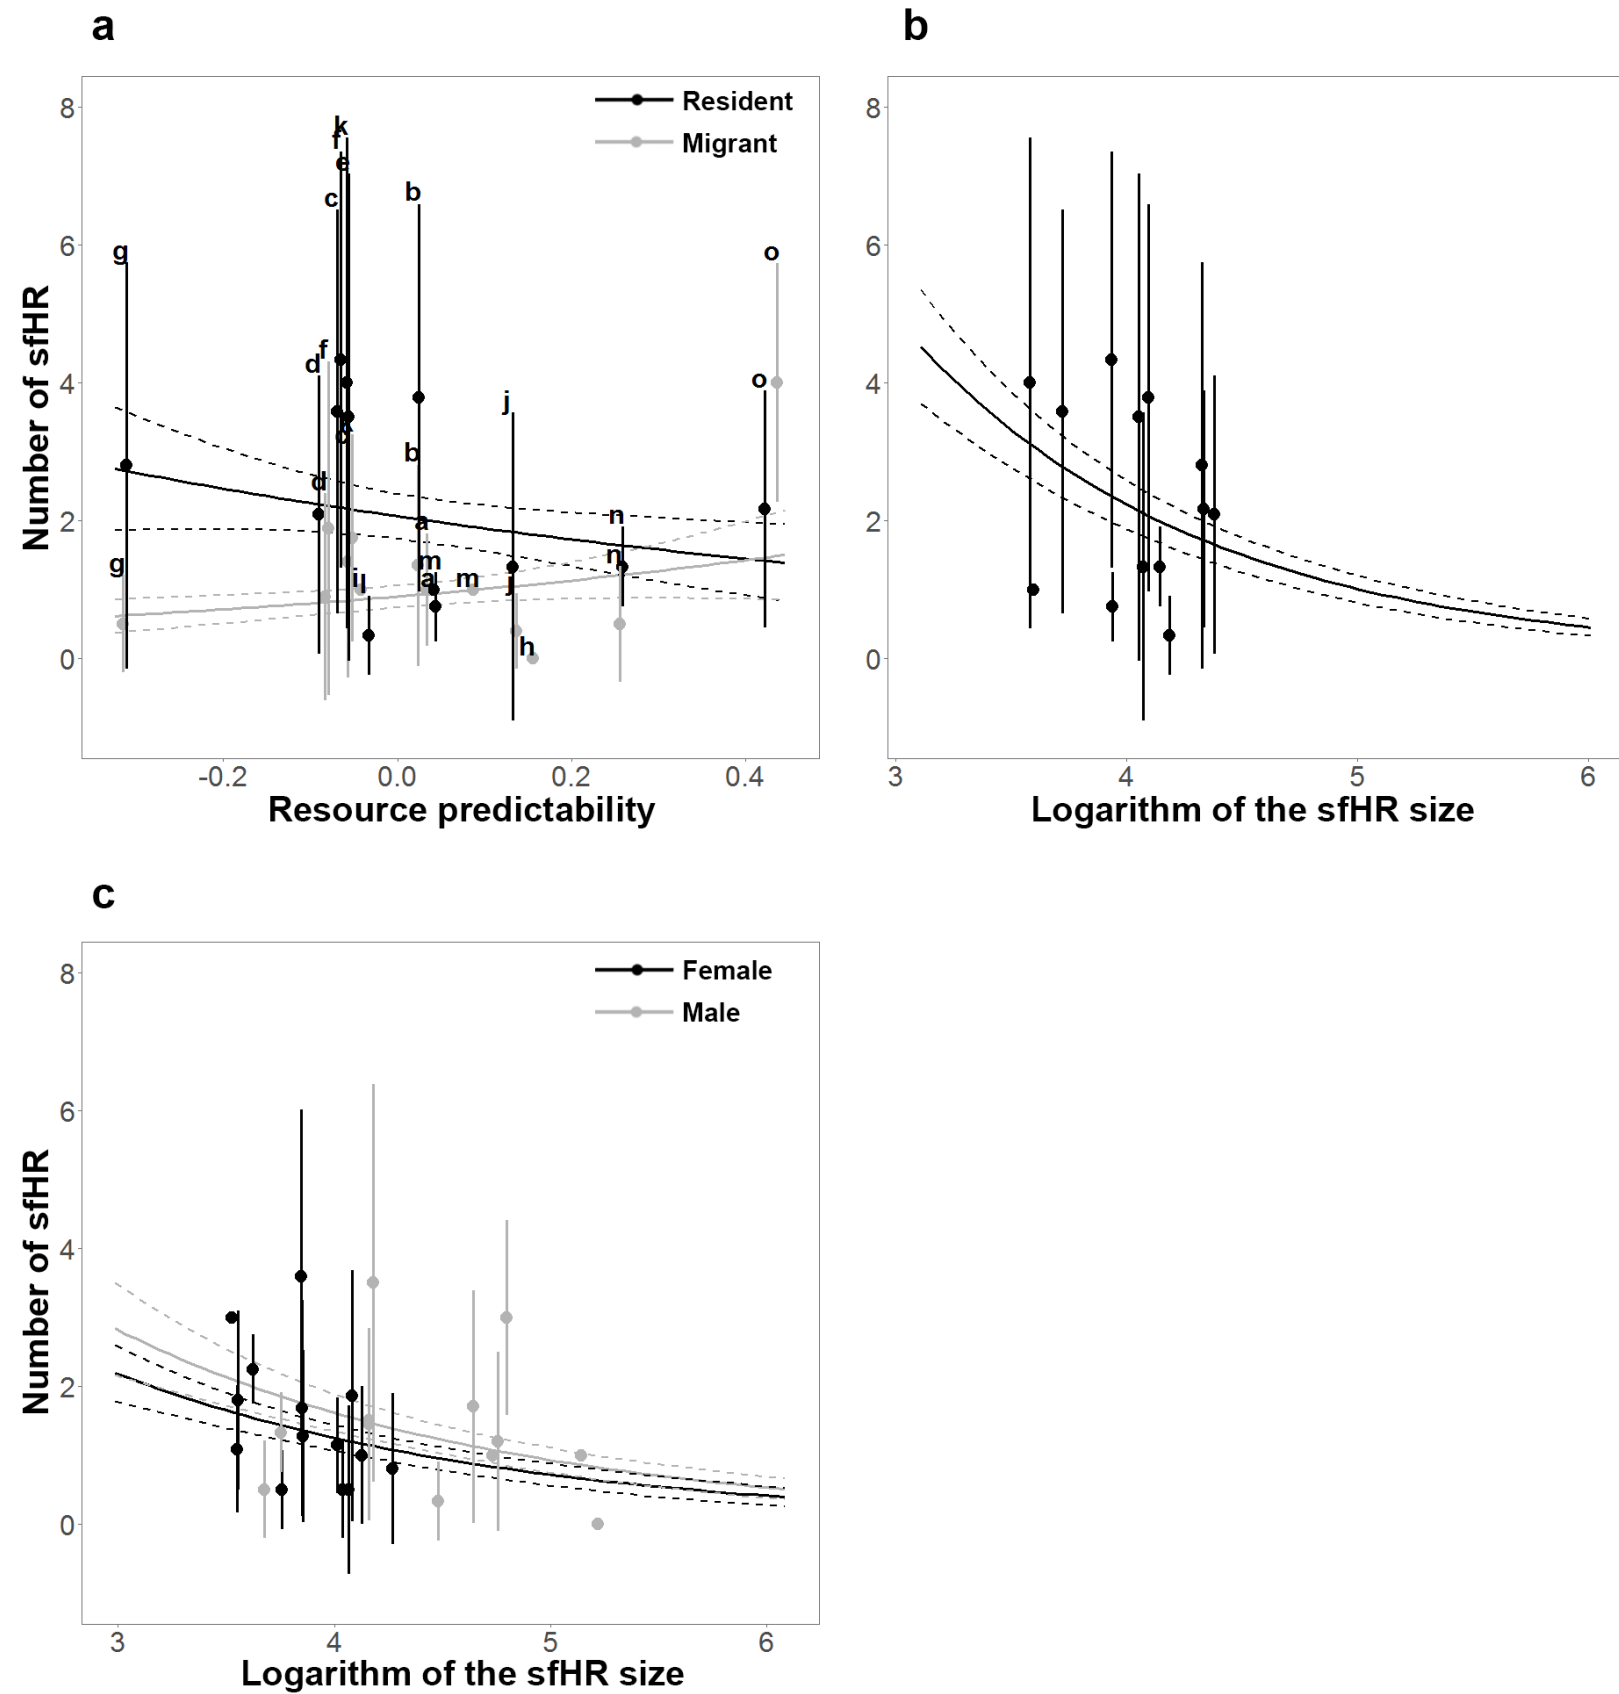 a
b
8
6
4
2
0
Number of sfHR
Resident
Migrant
k
f
e
c
b
g
o
f
d
o
j
c
b
d
a
n
n
g
m
i
l
a
m
j
h
-0.2
0.0
0.2
0.4
Resource predictability
8
6
4
2
0
3
4
5
6
Logarithm of the sfHR size
c
8
6
4
2
0
Number of sfHR
Female
Male
3
4
5
6
Logarithm of the sfHR size